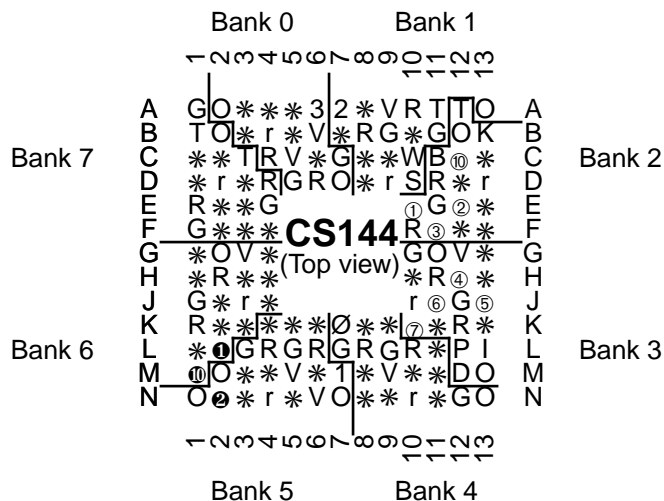 Bank 0 Bank 1
1 2 3 4 5 6 7 8 9 10 11 12 13
A G O * * * 3 2 * V R T T O A
B T O * r * V * R G * G O K B
Bank 7 C * * T R V * G * * W B ⑩ * C Bank 2
D * r * R G R O * r S R * r D
E R * * G ① G ② * E
F G * * * CS144 R ③ * * F
G * O V * (Top view) G O V * G
H * R * * * R ④ * H
J G * r * r ⑥ G ⑤ J
K R * * * * * Ø * * ⑦ * R * K
Bank 6 L * ❶ G R G R G R G R * P I L Bank 3
M ❿ O * * V * 1 * V * * D O M
N O ❷ * r * V O * * r * G O N
1 2 3 4 5 6 7 8 9 10 11 12 13
Bank 5 Bank 4